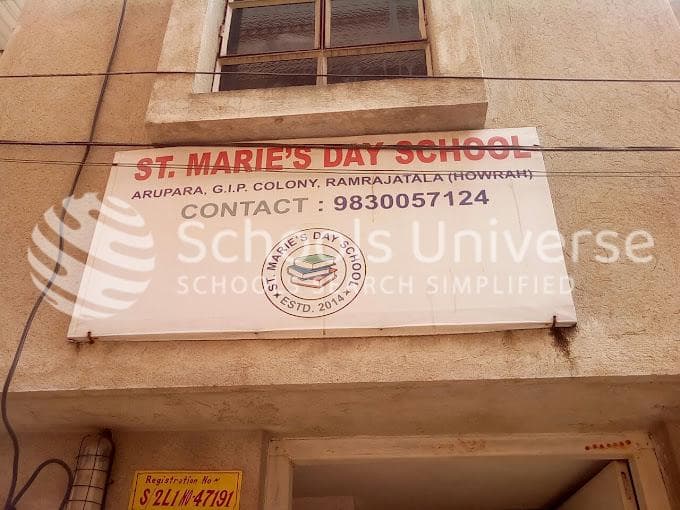 ST. MARIE'S DAY SCHOOL
ARUPARA, G.I.P. COLONY, RAMRAJATALA (HOWRAH)
CONTACT : 9830057124
ST. MARIE'S DAY SCHOOL
★ ESTD. 2014 ★
Schools Universe
SCHOOLS SEARCH SIMPLIFIED
Registration No~
S/2L1 NO-47191